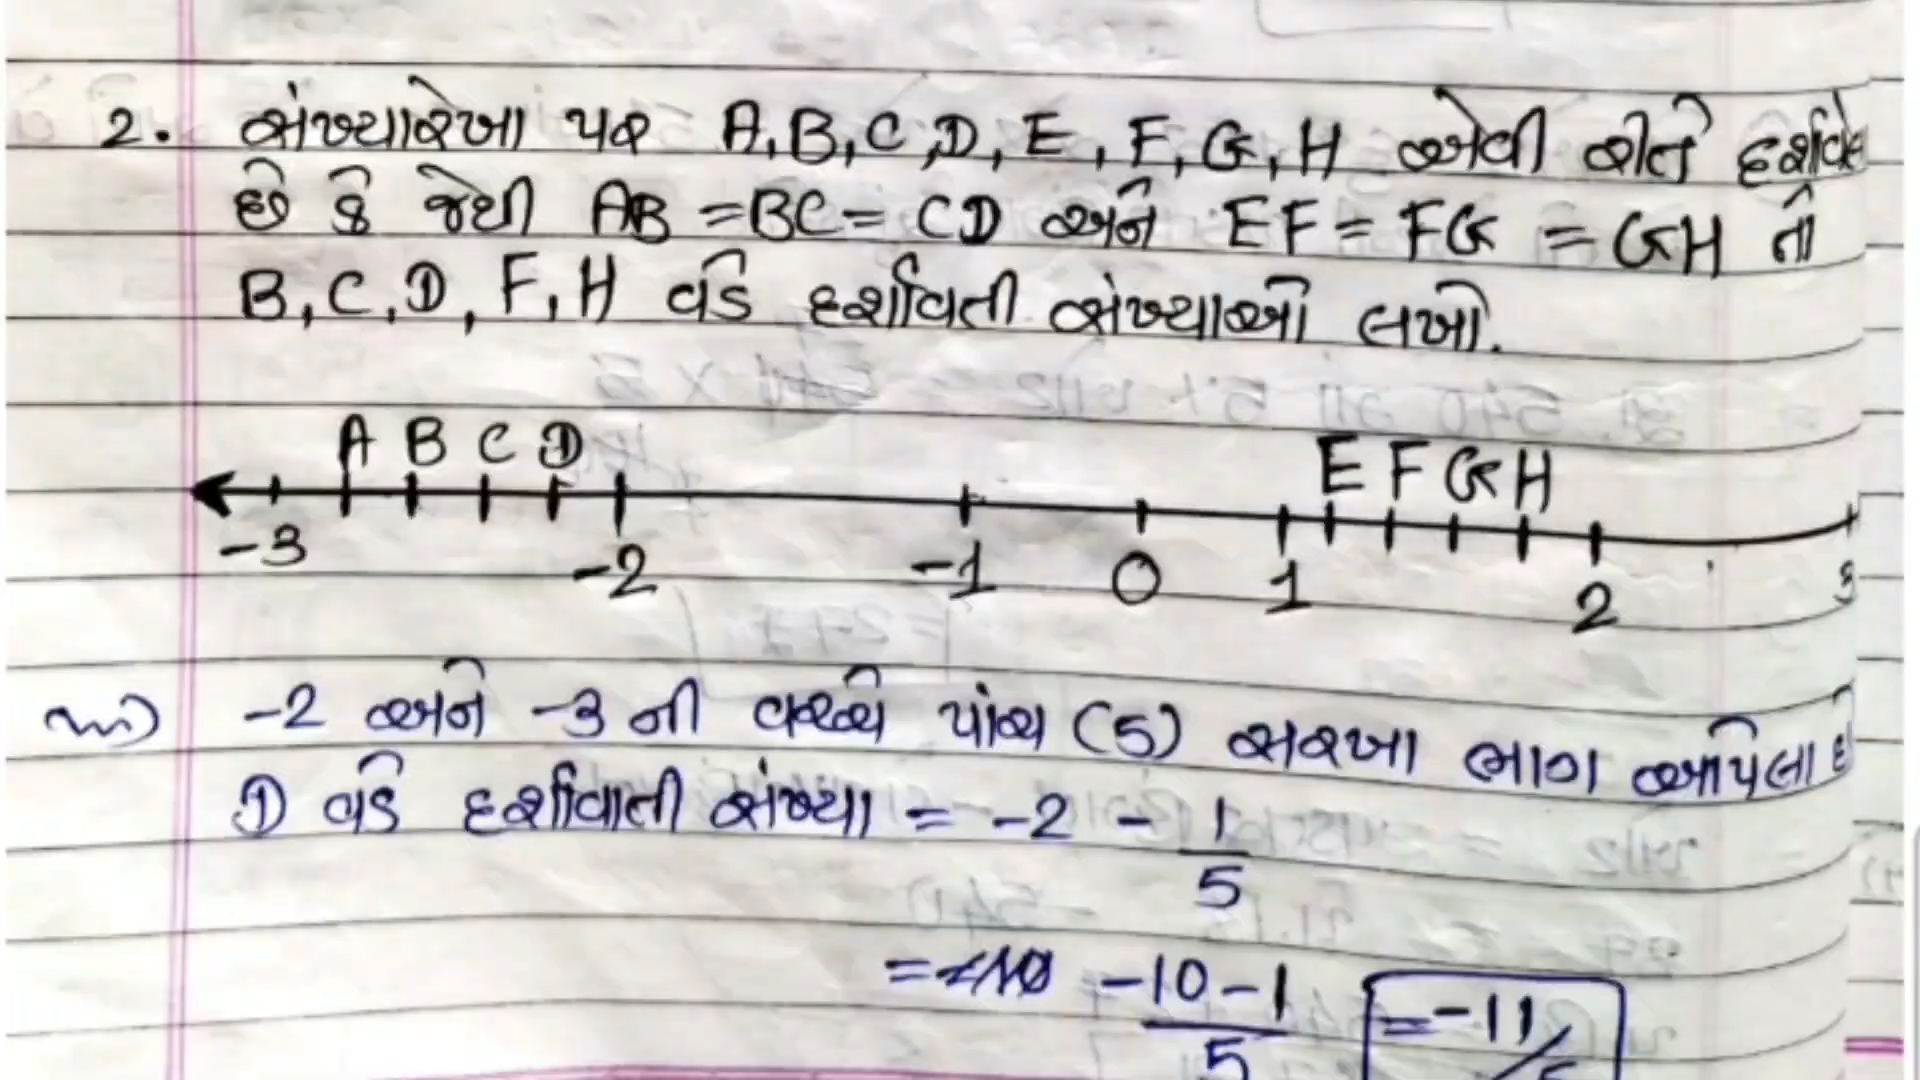 2. સંખ્યારેખા પર A, B, C, D, E, F, G, H એવી રીતે દર્શાવેલ
છે કે જેથી AB = BC = CD અને EF = FG = GH તો
B, C, D, F, H વડે દર્શાવતી સંખ્યાઓ લખો.
A B C D E F G H
-3 -2 -1 0 1 2 3
-2 અને -3 ની વચ્ચે પાંચ (5) સરખા ભાગ આપેલા છે
D વડે દર્શાવાતી સંખ્યા = -2 - 1/5
= -10-1/5 = -11/5